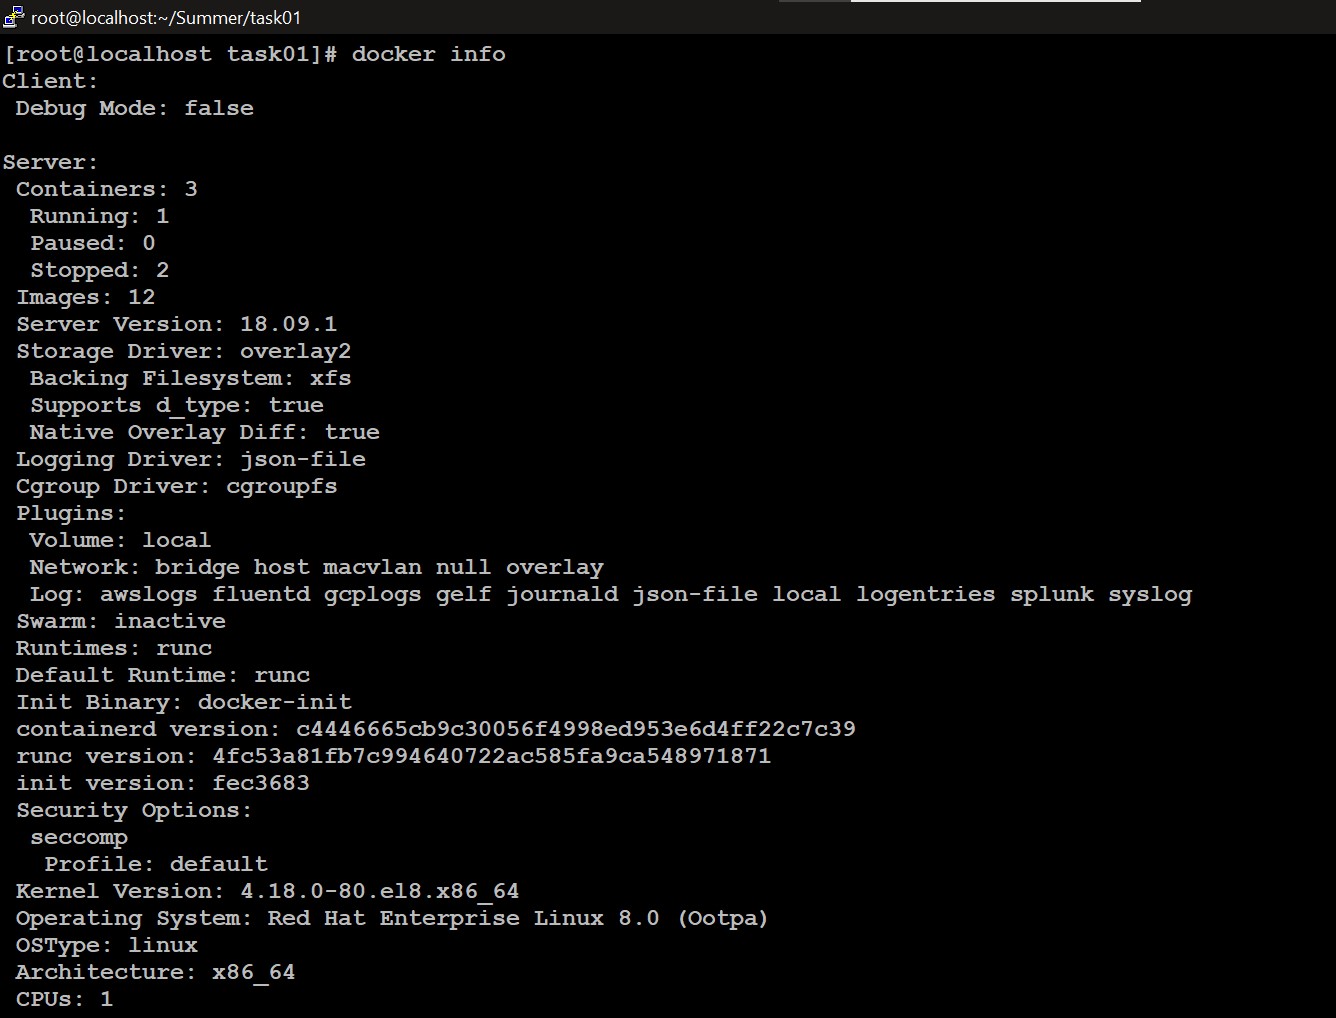 root@localhost:~/Summer/task01
[root@localhost task01]# docker info
Client:
 Debug Mode: false

Server:
 Containers: 3
  Running: 1
  Paused: 0
  Stopped: 2
 Images: 12
 Server Version: 18.09.1
 Storage Driver: overlay2
  Backing Filesystem: xfs
  Supports d_type: true
  Native Overlay Diff: true
 Logging Driver: json-file
 Cgroup Driver: cgroupfs
 Plugins:
  Volume: local
  Network: bridge host macvlan null overlay
  Log: awslogs fluentd gcplogs gelf journald json-file local logentries splunk syslog
 Swarm: inactive
 Runtimes: runc
 Default Runtime: runc
 Init Binary: docker-init
 containerd version: c4446665cb9c30056f4998ed953e6d4ff22c7c39
 runc version: 4fc53a81fb7c994640722ac585fa9ca548971871
 init version: fec3683
 Security Options:
  seccomp
   Profile: default
 Kernel Version: 4.18.0-80.el8.x86_64
 Operating System: Red Hat Enterprise Linux 8.0 (Ootpa)
 OSType: linux
 Architecture: x86_64
 CPUs: 1